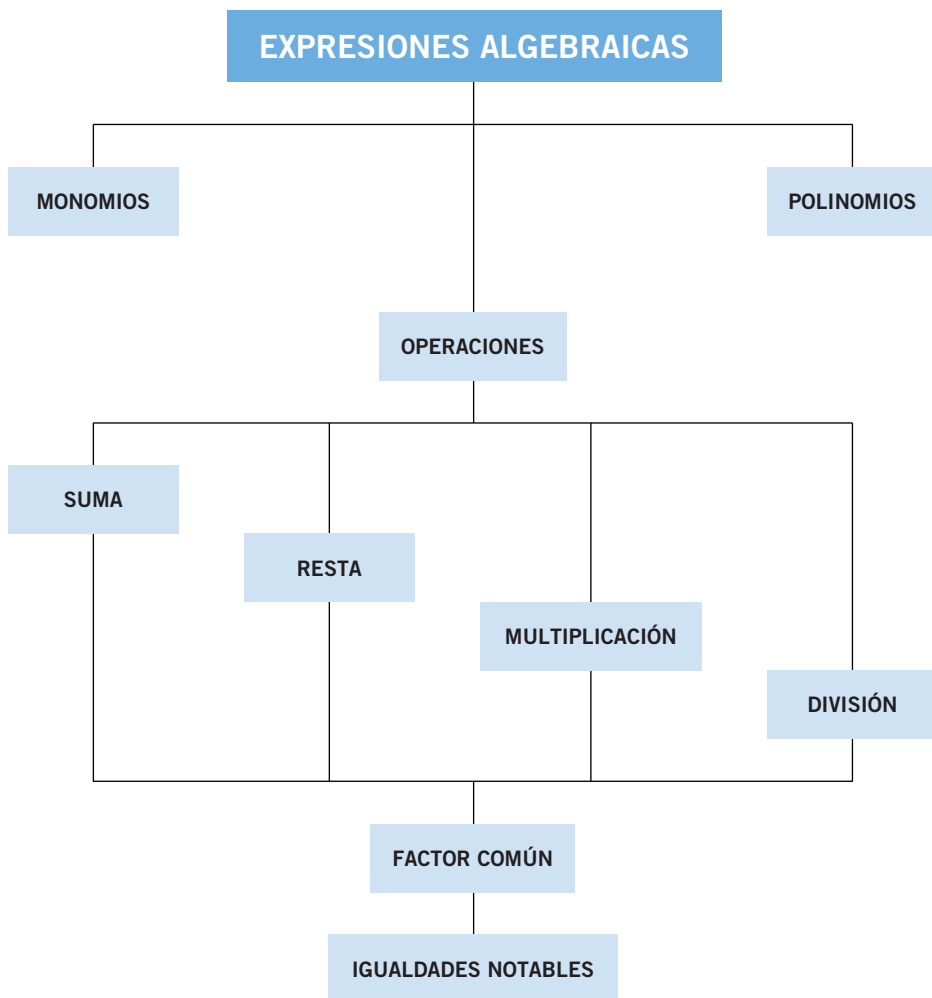 EXPRESIONES ALGEBRAICAS
MONOMIOS
POLINOMIOS
OPERACIONES
SUMA
RESTA
MULTIPLICACIÓN
DIVISIÓN
FACTOR COMÚN
IGUALDADES NOTABLES